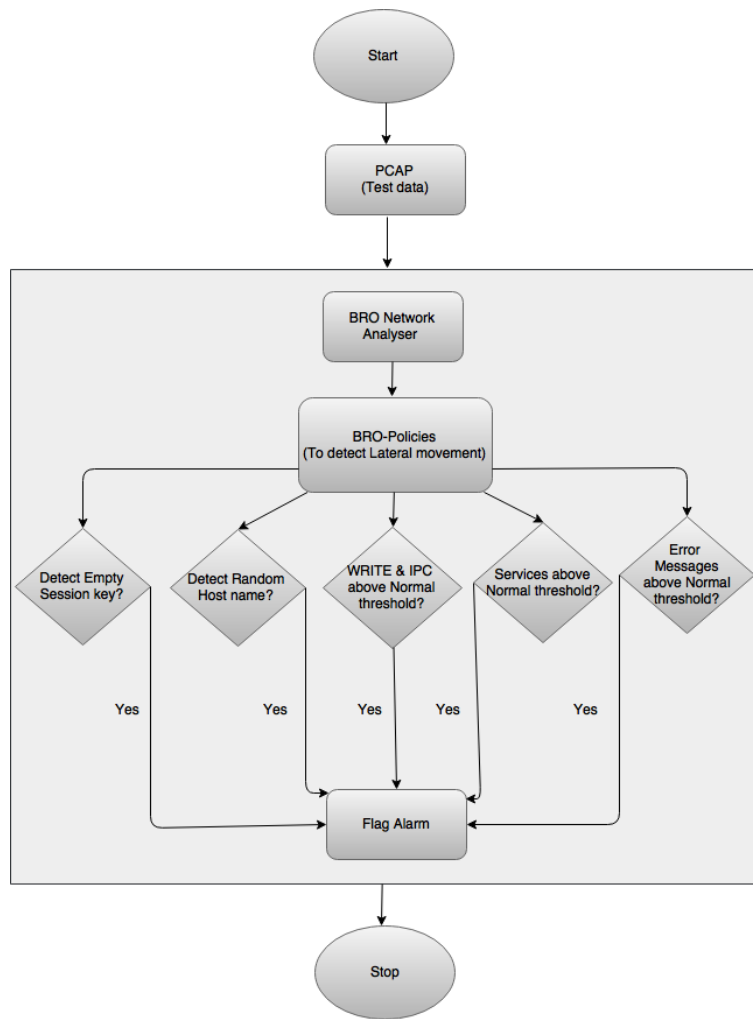 Start
PCAP
(Test data)
BRO Network
Analyser
BRO-Policies
(To detect Lateral movement)
Detect Empty
Session key?
Detect Random
Host name?
WRITE & IPC
above Normal
threshold?
Services above
Normal threshold?
Error
Messages
above Normal
threshold?
Yes
Yes
Yes
Yes
Yes
Flag Alarm
Stop